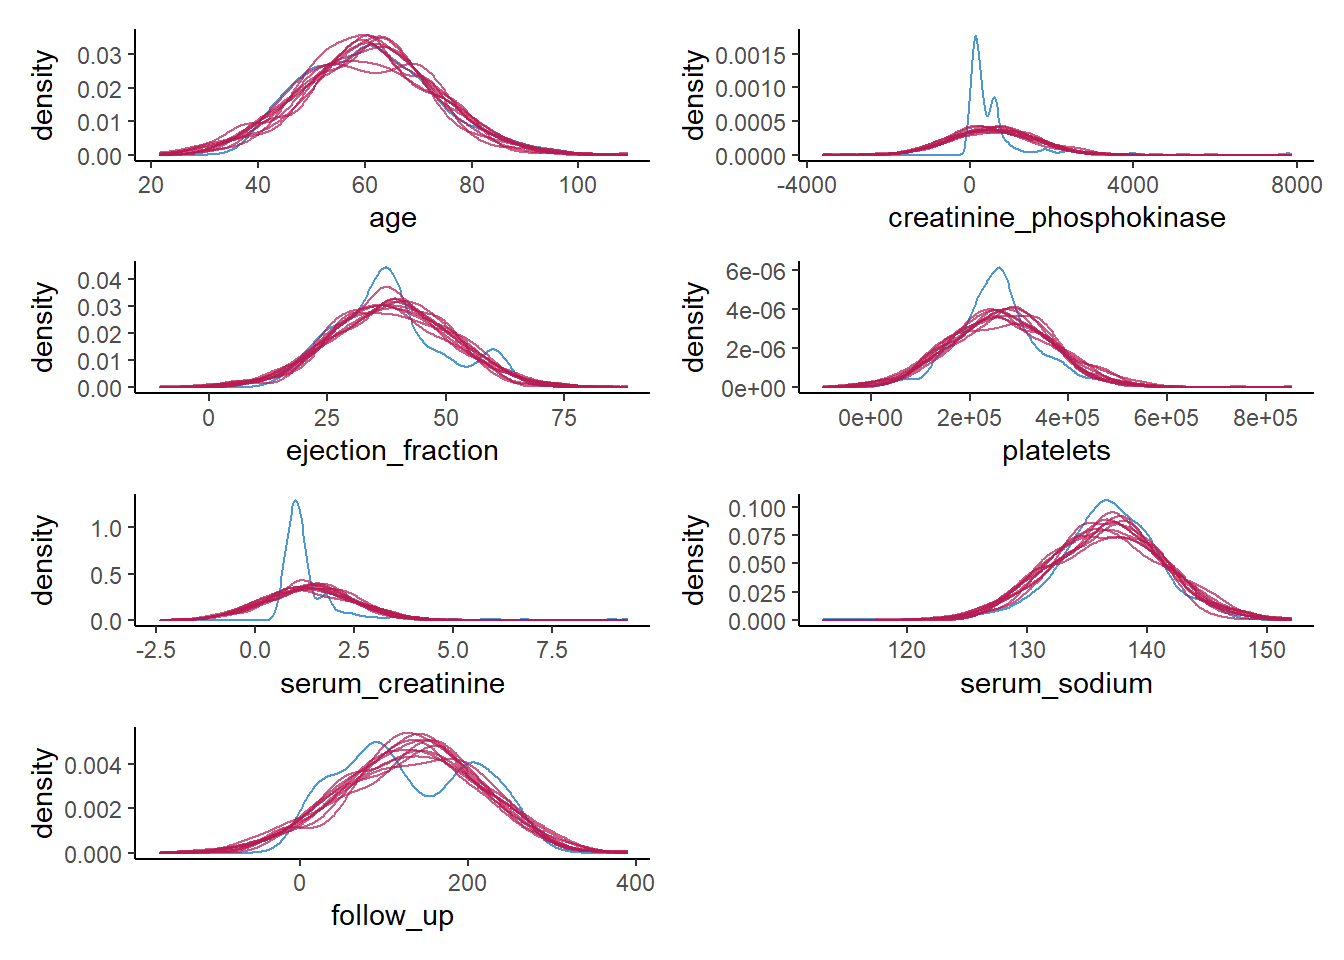 density
0.03
0.02
0.01
0.00
20 40 60 80 100
age
density
0.0015
0.0010
0.0005
0.0000
-4000 0 4000 8000
creatinine_phosphokinase
density
0.04
0.03
0.02
0.01
0.00
0 25 50 75
ejection_fraction
density
6e-06
4e-06
2e-06
0e+00
0e+00 2e+05 4e+05 6e+05 8e+05
platelets
density
1.0
0.5
0.0
-2.5 0.0 2.5 5.0 7.5
serum_creatinine
density
0.100
0.075
0.050
0.025
0.000
120 130 140 150
serum_sodium
density
0.004
0.002
0.000
0 200 400
follow_up